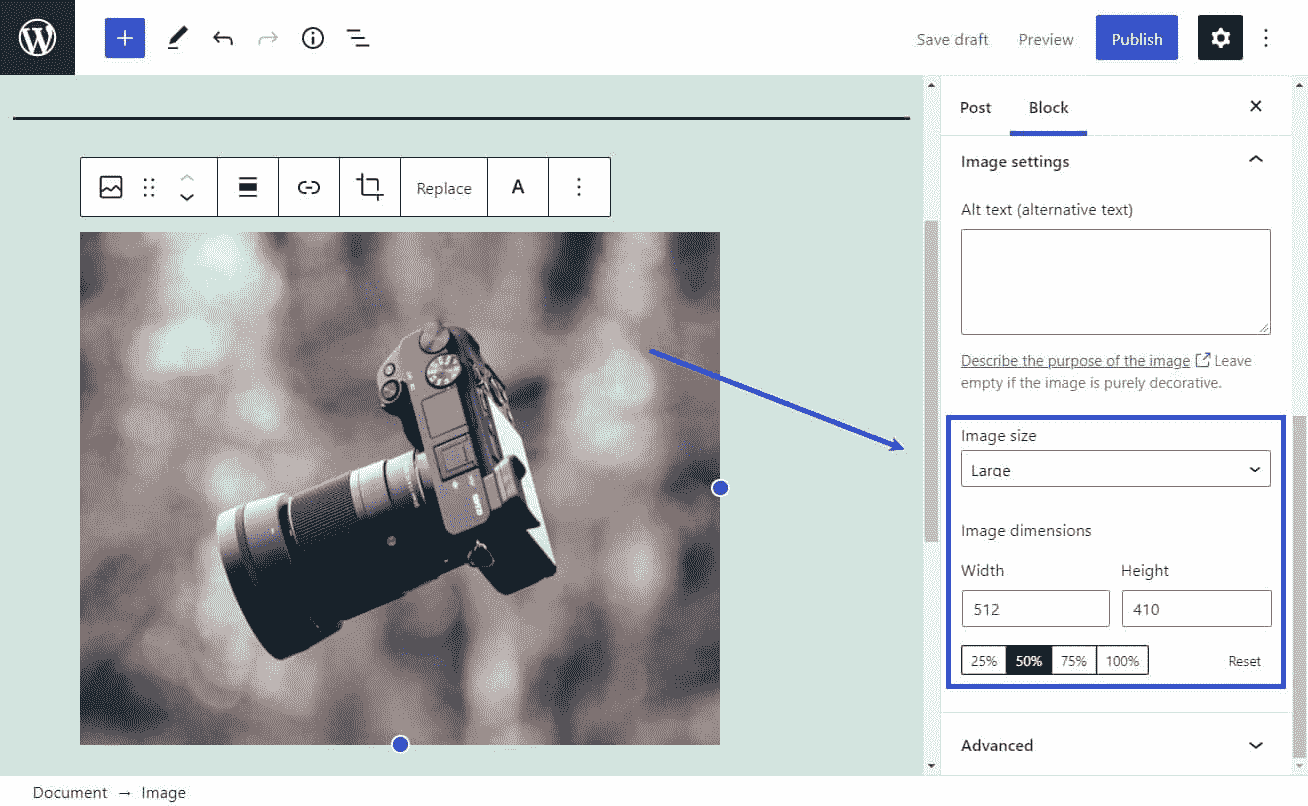 Save draft Preview Publish
Post Block
Image settings
Replace A
Alt text (alternative text)
Describe the purpose of the image Leave
empty if the image is purely decorative.
Image size
Large
Image dimensions
Width Height
512 410
25% 50% 75% 100% Reset
Advanced
Document → Image